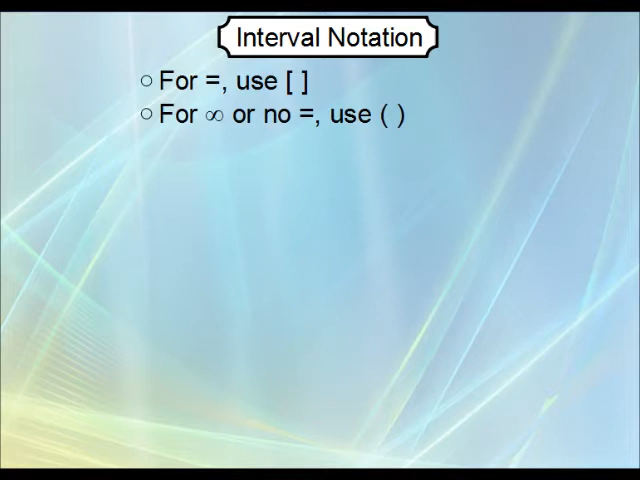 Interval Notation
○ For =, use [ ]
○ For ∞ or no =, use ( )